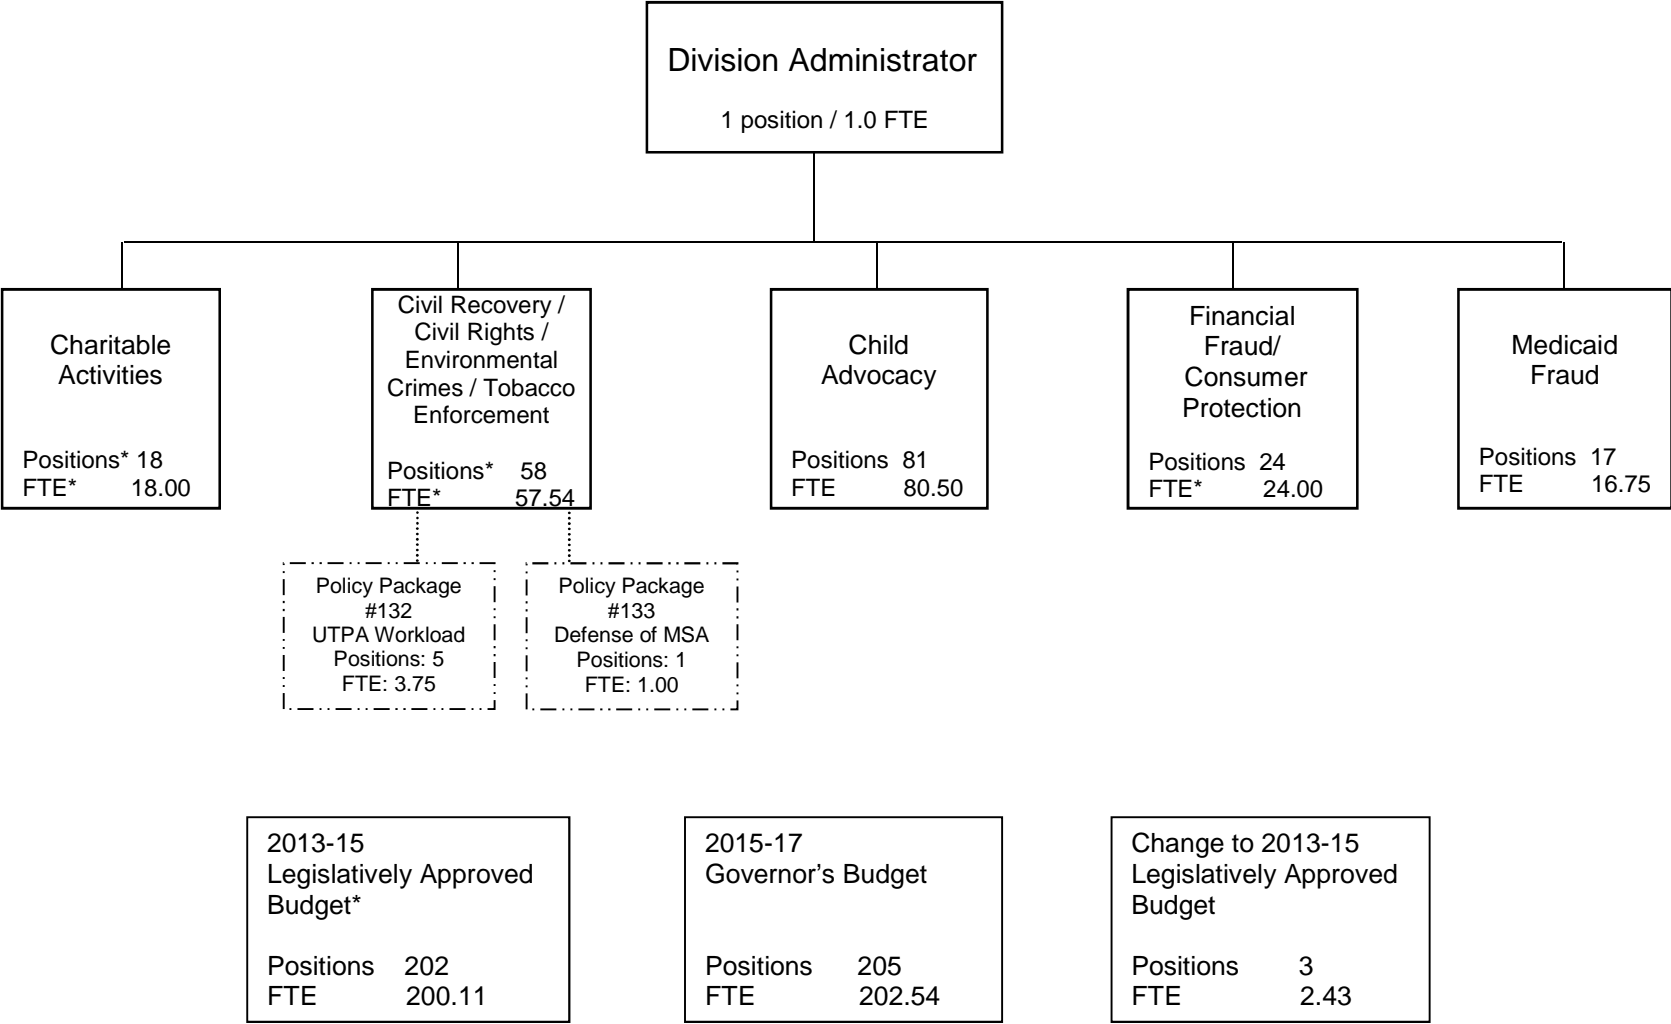 Division Administrator
1 position / 1.0 FTE
Charitable
Activities
Positions* 18
FTE* 18.00
Civil Recovery /
Civil Rights /
Environmental
Crimes / Tobacco
Enforcement
Positions* 58
FTE* 57.54
Child
Advocacy
Positions 81
FTE 80.50
Financial
Fraud/
Consumer
Protection
Positions 24
FTE* 24.00
Medicaid
Fraud
Positions 17
FTE 16.75
Policy Package
#132
UTPA Workload
Positions: 5
FTE: 3.75
Policy Package
#133
Defense of MSA
Positions: 1
FTE: 1.00
2013-15
Legislatively Approved
Budget*
Positions 202
FTE 200.11
2015-17
Governor’s Budget
Positions 205
FTE 202.54
Change to 2013-15
Legislatively Approved
Budget
Positions 3
FTE 2.43